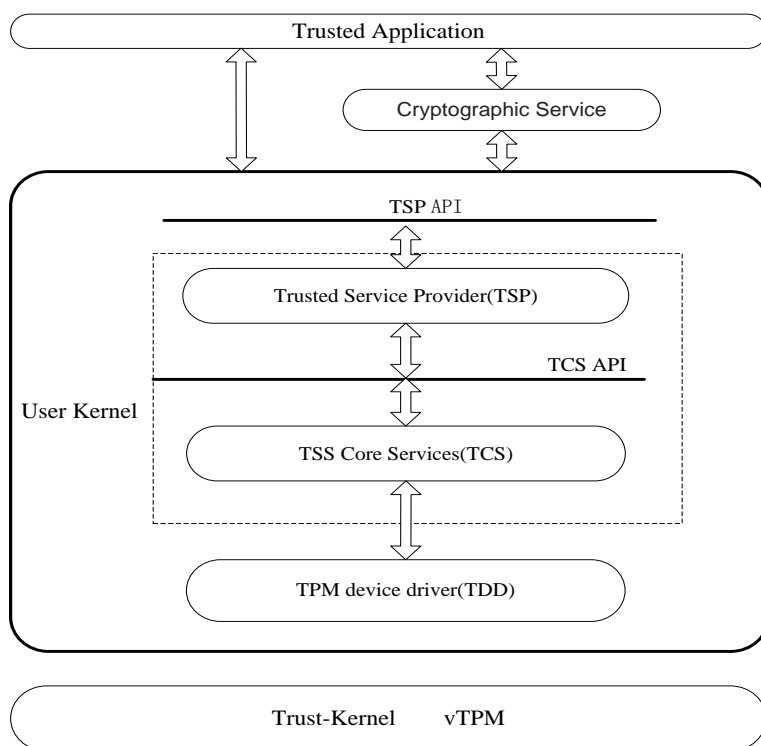 Trusted Application
Cryptographic Service
TSP API
Trusted Service Provider(TSP)
TCS API
User Kernel
TSS Core Services(TCS)
TPM device driver(TDD)
Trust-Kernel vTPM